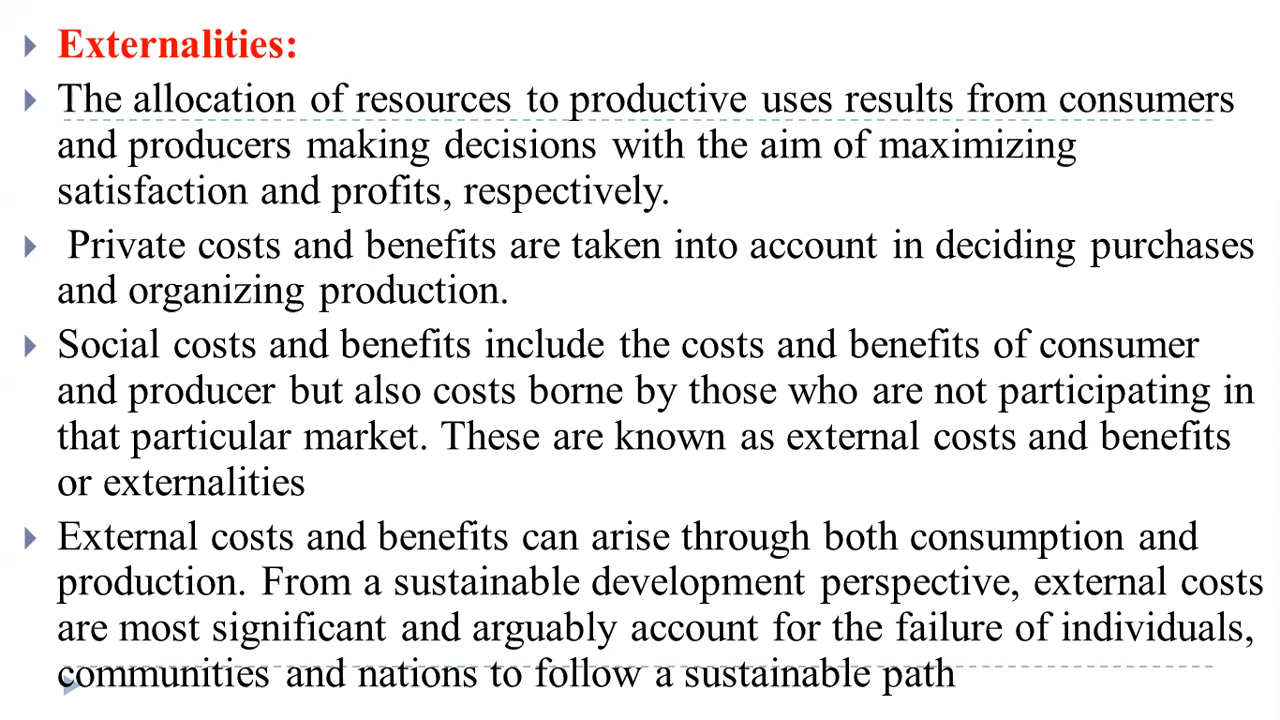 Externalities:
The allocation of resources to productive uses results from consumers
and producers making decisions with the aim of maximizing
satisfaction and profits, respectively.
Private costs and benefits are taken into account in deciding purchases
and organizing production.
Social costs and benefits include the costs and benefits of consumer
and producer but also costs borne by those who are not participating in
that particular market. These are known as external costs and benefits
or externalities
External costs and benefits can arise through both consumption and
production. From a sustainable development perspective, external costs
are most significant and arguably account for the failure of individuals,
communities and nations to follow a sustainable path